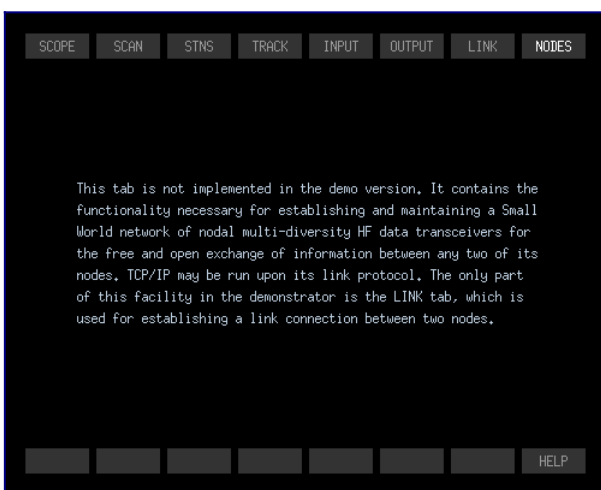 SCOPE SCAN STNS TRACK INPUT OUTPUT LINK NODES
This tab is not implemented in the demo version. It contains the
functionality necessary for establishing and maintaining a Small
World network of nodal multi-diversity HF data transceivers for
the free and open exchange of information between any two of its
nodes. TCP/IP may be run upon its link protocol. The only part
of this facility in the demonstrator is the LINK tab, which is
used for establishing a link connection between two nodes.
HELP